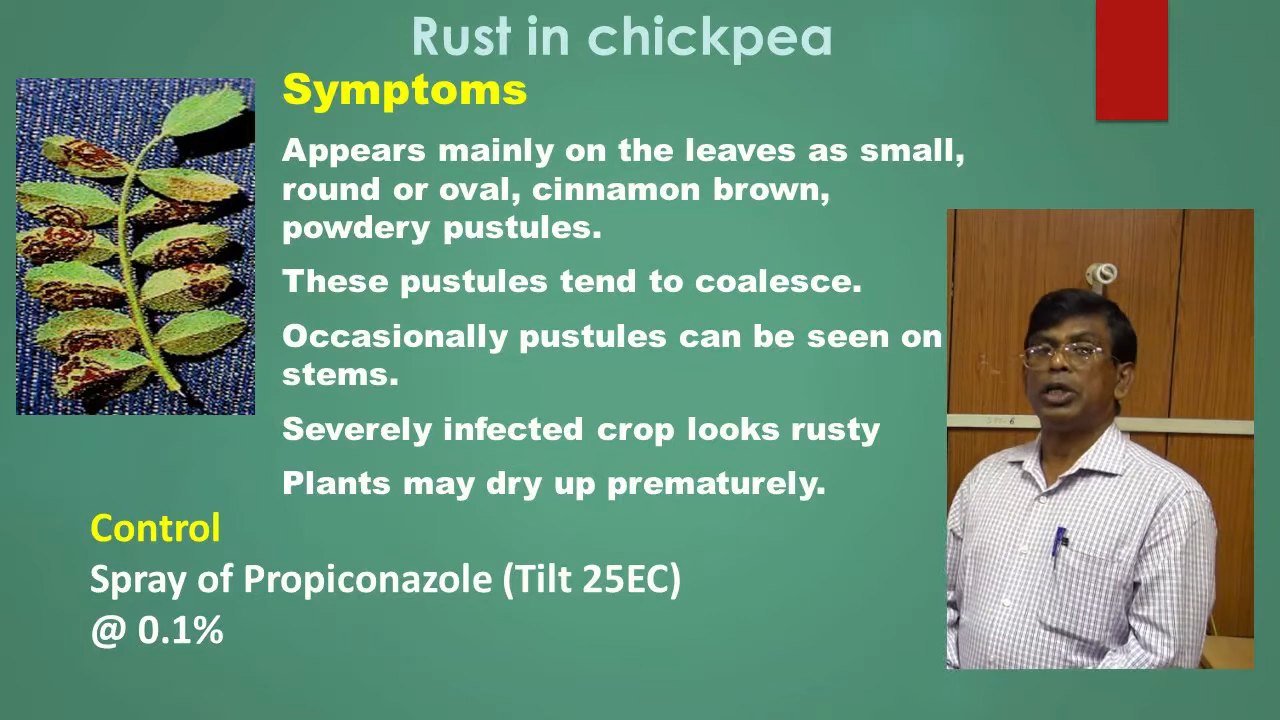 Rust in chickpea
Symptoms
Appears mainly on the leaves as small,
round or oval, cinnamon brown,
powdery pustules.
These pustules tend to coalesce.
Occasionally pustules can be seen on
stems.
Severely infected crop looks rusty
Plants may dry up prematurely.
Control
Spray of Propiconazole (Tilt 25EC)
@ 0.1%